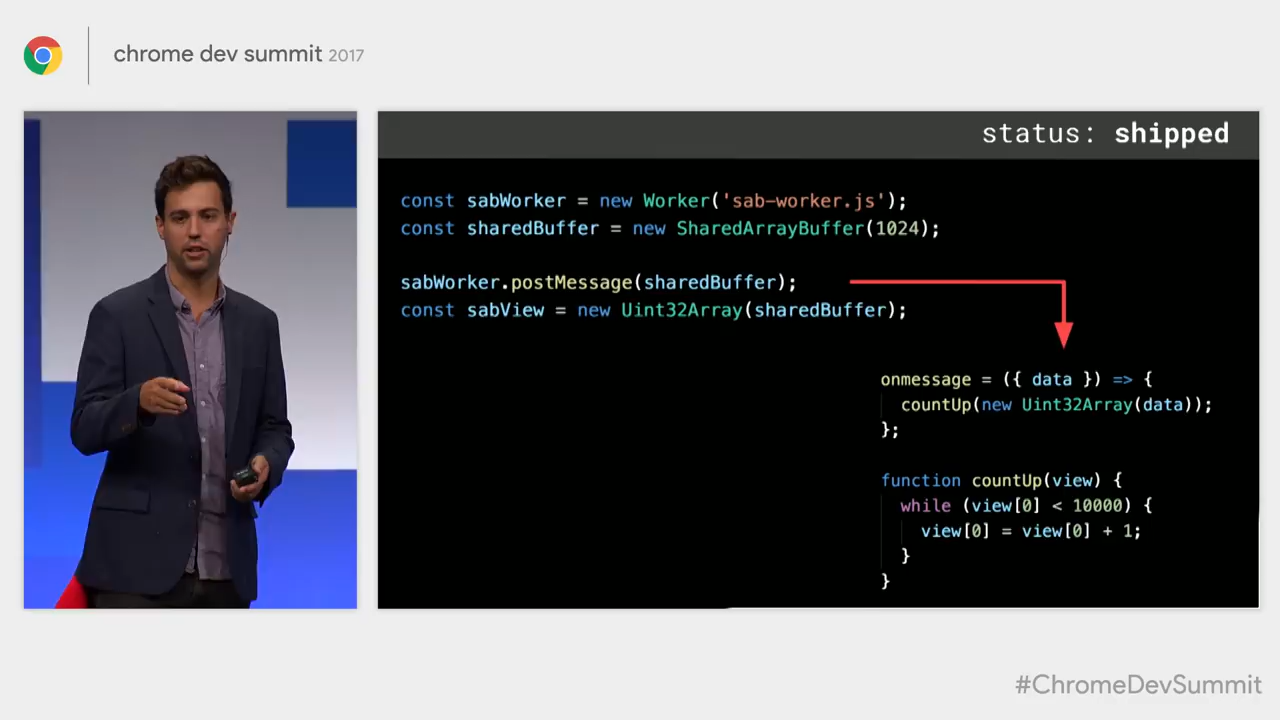 chrome dev summit 2017
status: shipped
const sabWorker = new Worker('sab-worker.js');
const sharedBuffer = new SharedArrayBuffer(1024);
sabWorker.postMessage(sharedBuffer);
const sabView = new Uint32Array(sharedBuffer);
onmessage = ({ data }) => {
countUp(new Uint32Array(data));
};
function countUp(view) {
while (view[0] < 10000) {
view[0] = view[0] + 1;
}
}
#ChromeDevSummit